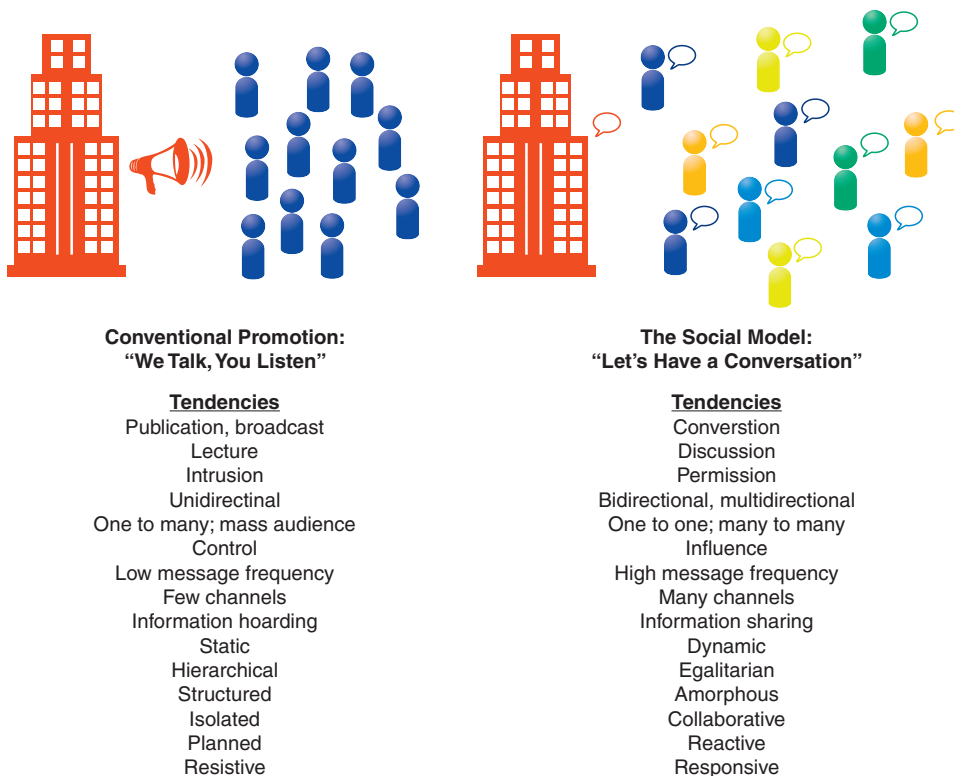 Conventional Promotion:
“We Talk, You Listen”
Tendencies
Publication, broadcast
Lecture
Intrusion
Unidirectinal
One to many; mass audience
Control
Low message frequency
Few channels
Information hoarding
Static
Hierarchical
Structured
Isolated
Planned
Resistive
The Social Model:
“Let’s Have a Conversation”
Tendencies
Converstion
Discussion
Permission
Bidirectional, multidirectional
One to one; many to many
Influence
High message frequency
Many channels
Information sharing
Dynamic
Egalitarian
Amorphous
Collaborative
Reactive
Responsive